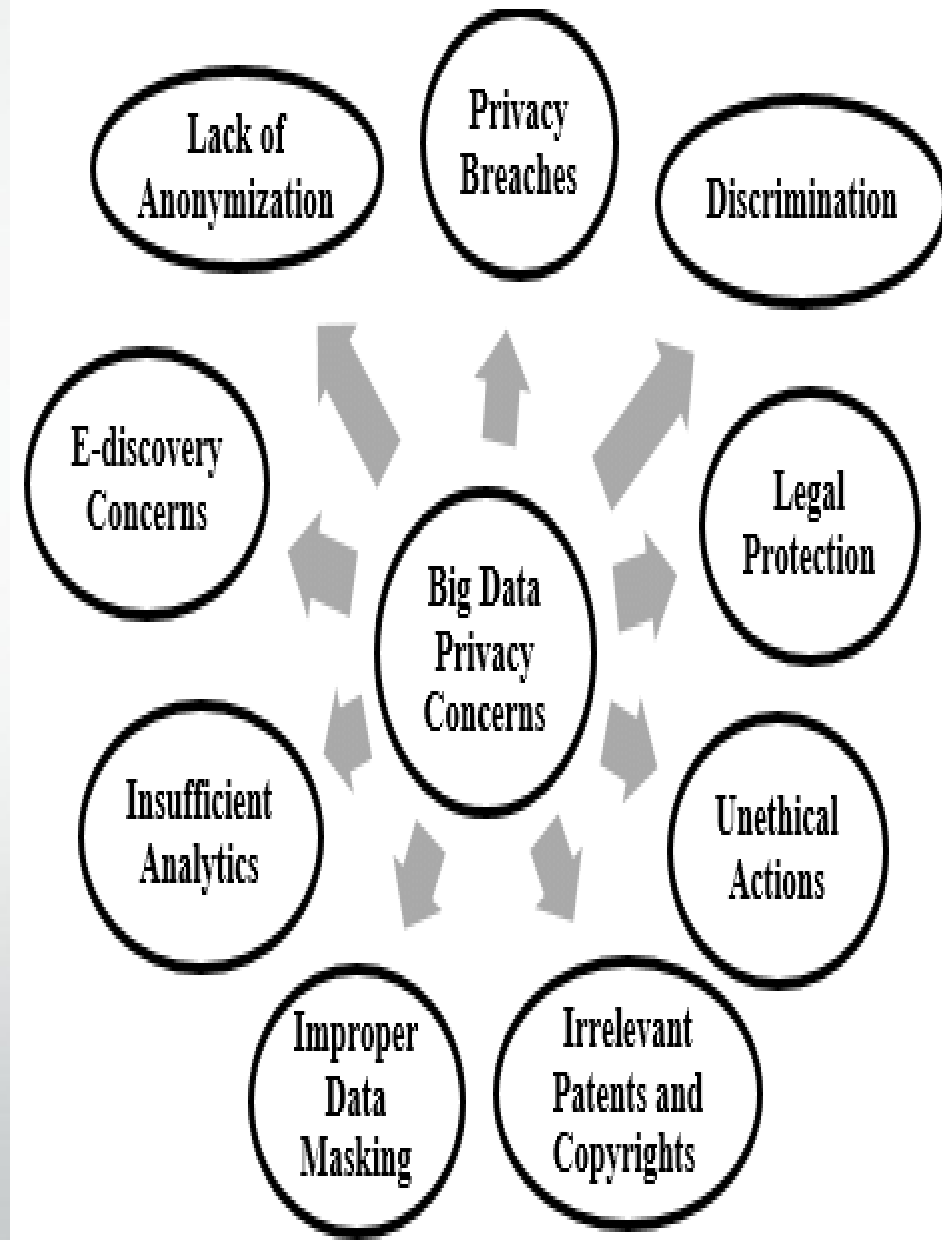 Lack of
Anonymization
Privacy
Breaches
Discrimination
E-discovery
Concerns
Legal
Protection
Big Data
Privacy
Concerns
Insufficient
Analytics
Unethical
Actions
Improper
Data
Masking
Irrelevant
Patents and
Copyrights